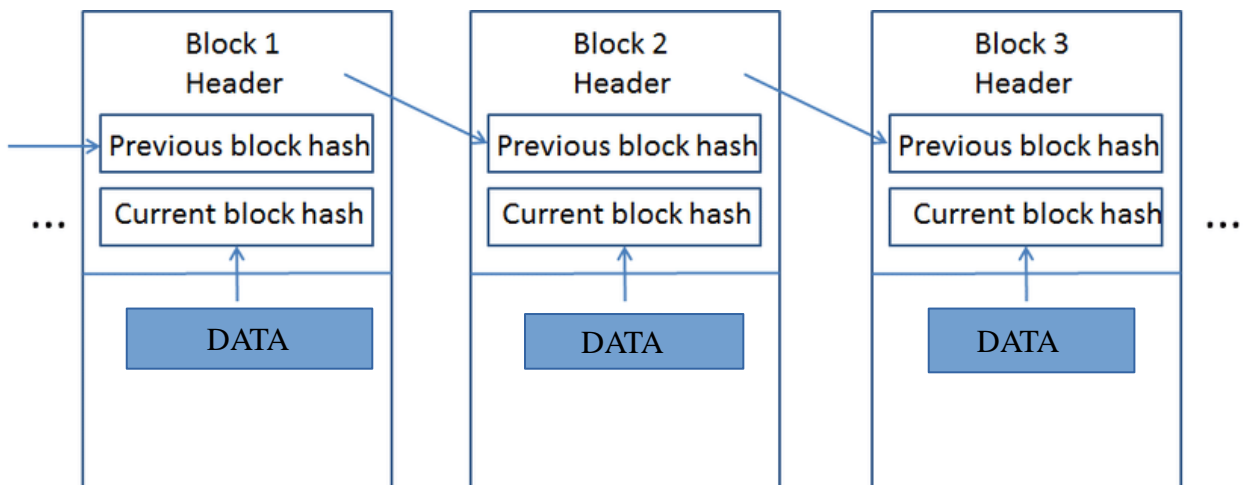 Block 1
Header
Previous block hash
Current block hash
DATA
Block 2
Header
Previous block hash
Current block hash
DATA
Block 3
Header
Previous block hash
Current block hash
DATA
...
...